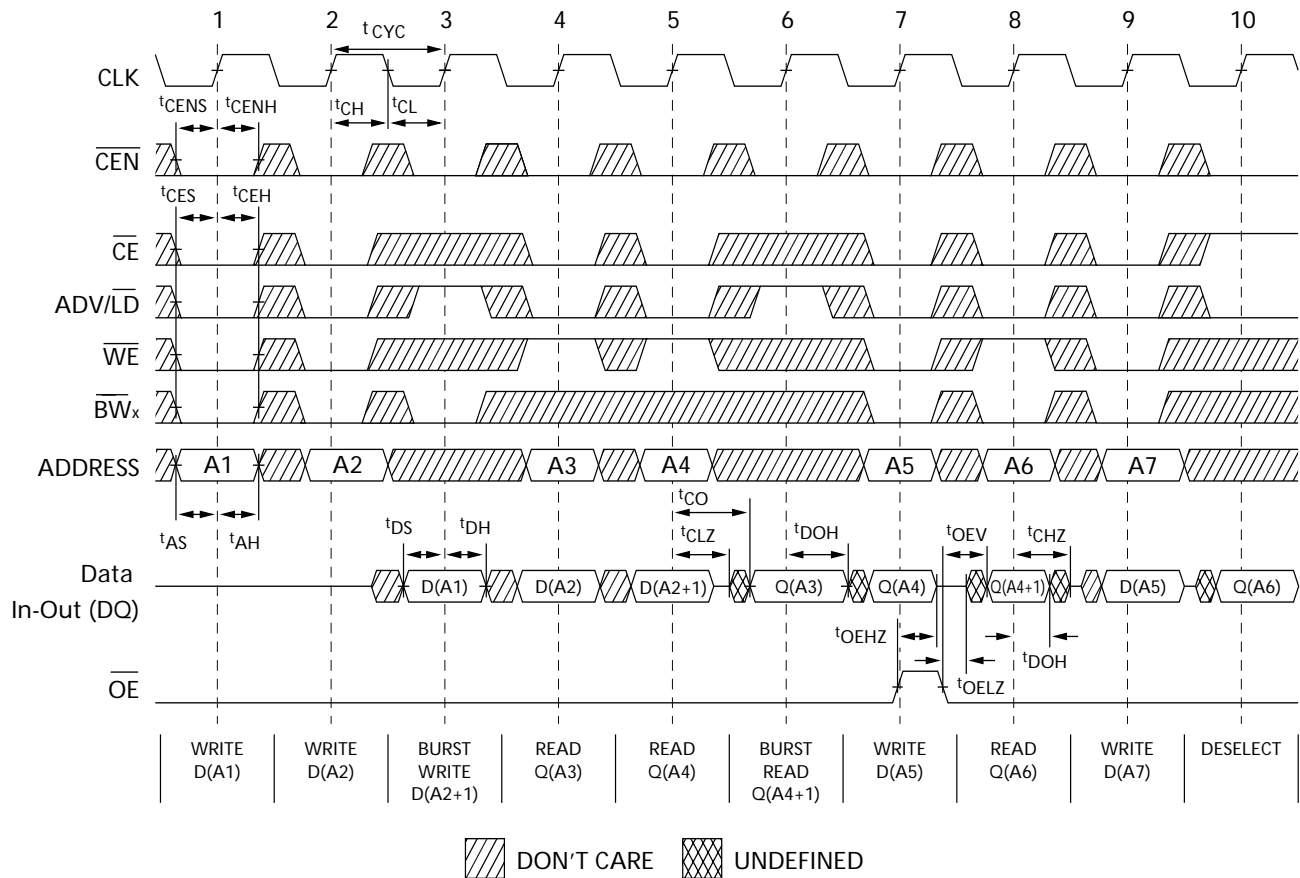 1 2 3 4 5 6 7 8 9 10
tCYC
CLK
tCENS tCENH tCH tCL
CEN
tCES tCEH
CE
ADV/LD
WE
BWx
ADDRESS A1 A2 A3 A4 A5 A6 A7
tCO
tAS tAH tDS tDH tCLZ tDOH tOEV tCHZ
Data
In-Out (DQ)
D(A1) D(A2) D(A2+1) Q(A3) Q(A4) Q(A4+1) D(A5) Q(A6)
tOEHZ tDOH
tOELZ
OE
WRITE
D(A1)
WRITE
D(A2)
BURST
WRITE
D(A2+1)
READ
Q(A3)
READ
Q(A4)
BURST
READ
Q(A4+1)
WRITE
D(A5)
READ
Q(A6)
WRITE
D(A7)
DESELECT
DON'T CARE UNDEFINED